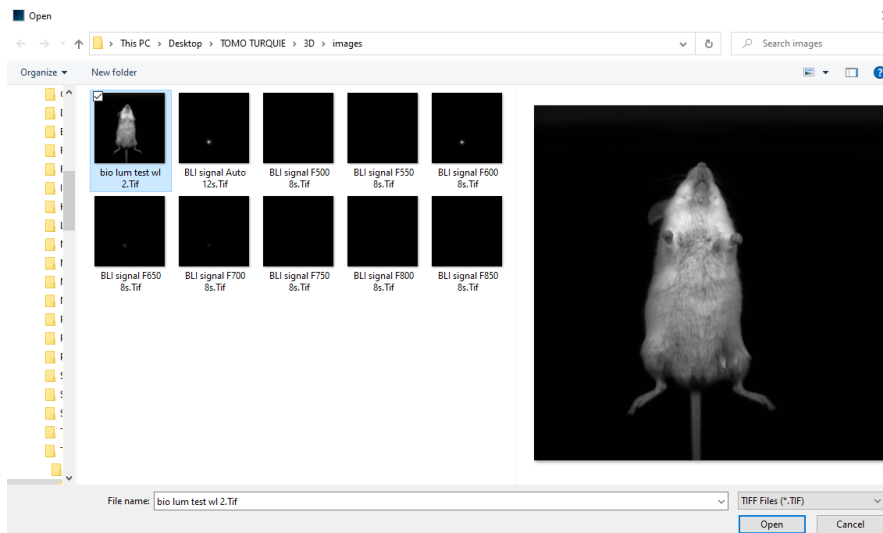 Open
This PC > Desktop > TOMO TURQUIE > 3D > images
Search images
Organize
New folder
bio lum test wl
2.Tif
BLI signal Auto
12s.Tif
BLI signal F500
8s.Tif
BLI signal F550
8s.Tif
BLI signal F600
8s.Tif
BLI signal F650
8s.Tif
BLI signal F700
8s.Tif
BLI signal F750
8s.Tif
BLI signal F800
8s.Tif
BLI signal F850
8s.Tif
File name:
bio lum test wl 2.Tif
TIFF Files (*.TIF)
Open
Cancel